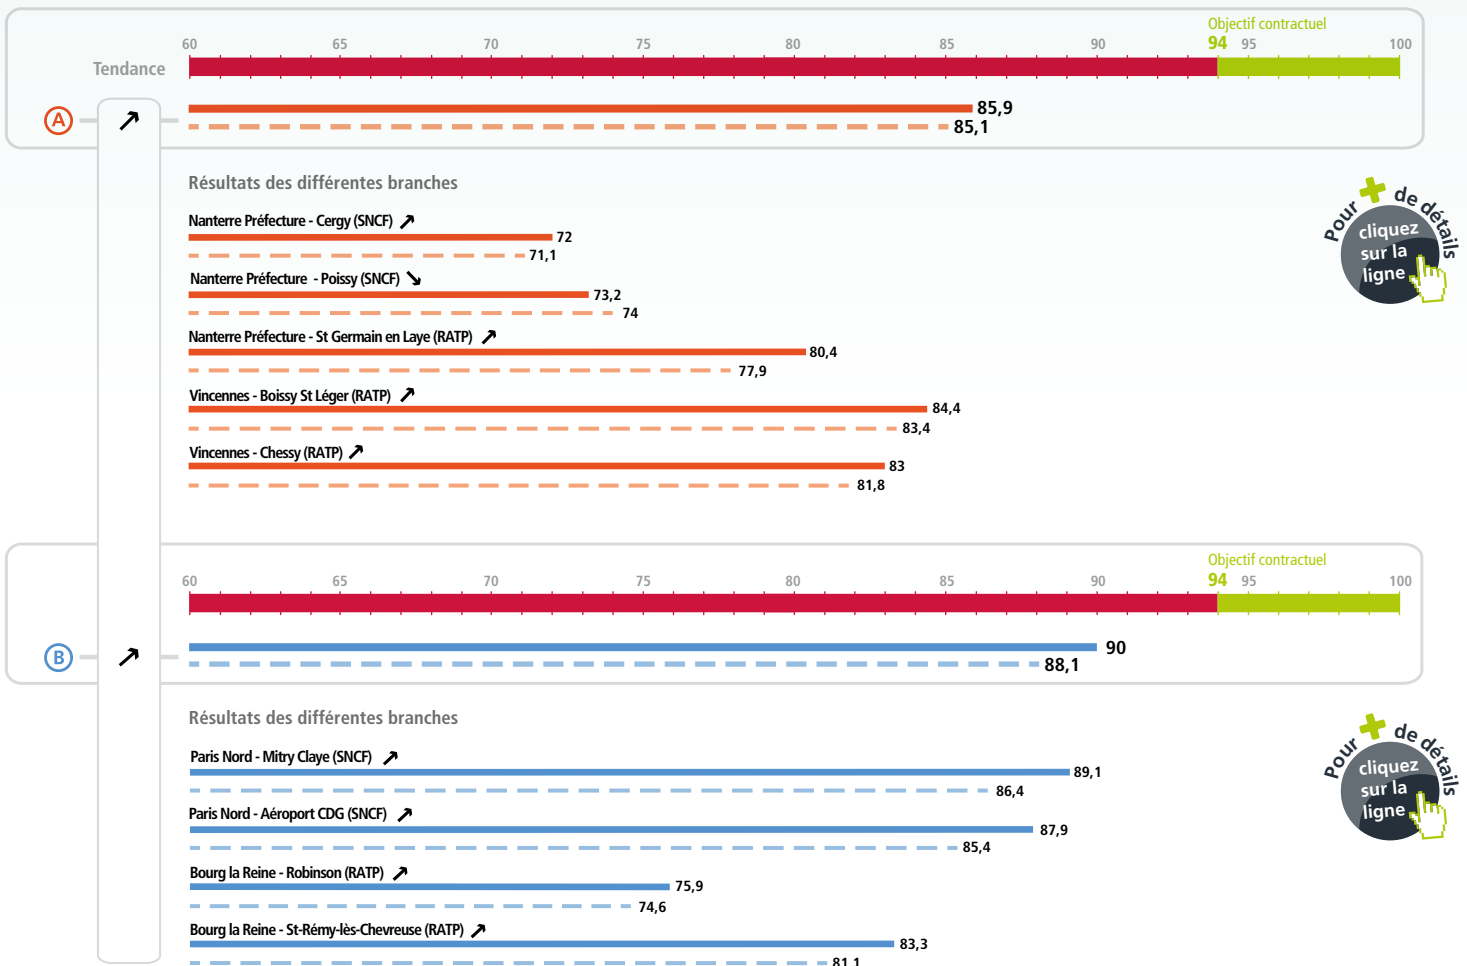 Objectif contractuel
60 65 70 75 80 85 90 94 95 100
Tendance
A
85,9
85,1
Résultats des différentes branches
Nanterre Préfecture - Cergy (SNCF)
72
71,1
Nanterre Préfecture - Poissy (SNCF)
73,2
74
Nanterre Préfecture - St Germain en Laye (RATP)
80,4
77,9
Vincennes - Boissy St Léger (RATP)
84,4
83,4
Vincennes - Chessy (RATP)
83
81,8
Pour + de détails
cliquez
sur la
ligne
Objectif contractuel
60 65 70 75 80 85 90 94 95 100
B
90
88,1
Résultats des différentes branches
Paris Nord - Mitry Claye (SNCF)
89,1
86,4
Paris Nord - Aéroport CDG (SNCF)
87,9
85,4
Bourg la Reine - Robinson (RATP)
75,9
74,6
Bourg la Reine - St-Rémy-lès-Chevreuse (RATP)
83,3
81,1
Pour + de détails
cliquez
sur la
ligne